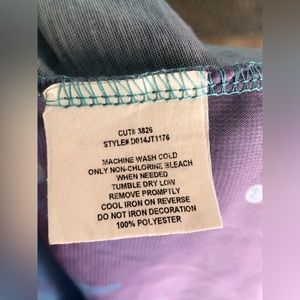 CUT# 3826
STYLE# D014JT1176
MACHINE WASH COLD
ONLY NON-CHLORINE BLEACH
WHEN NEEDED
TUMBLE DRY LOW
REMOVE PROMPTLY
COOL IRON ON REVERSE
DO NOT IRON DECORATION
100% POLYESTER